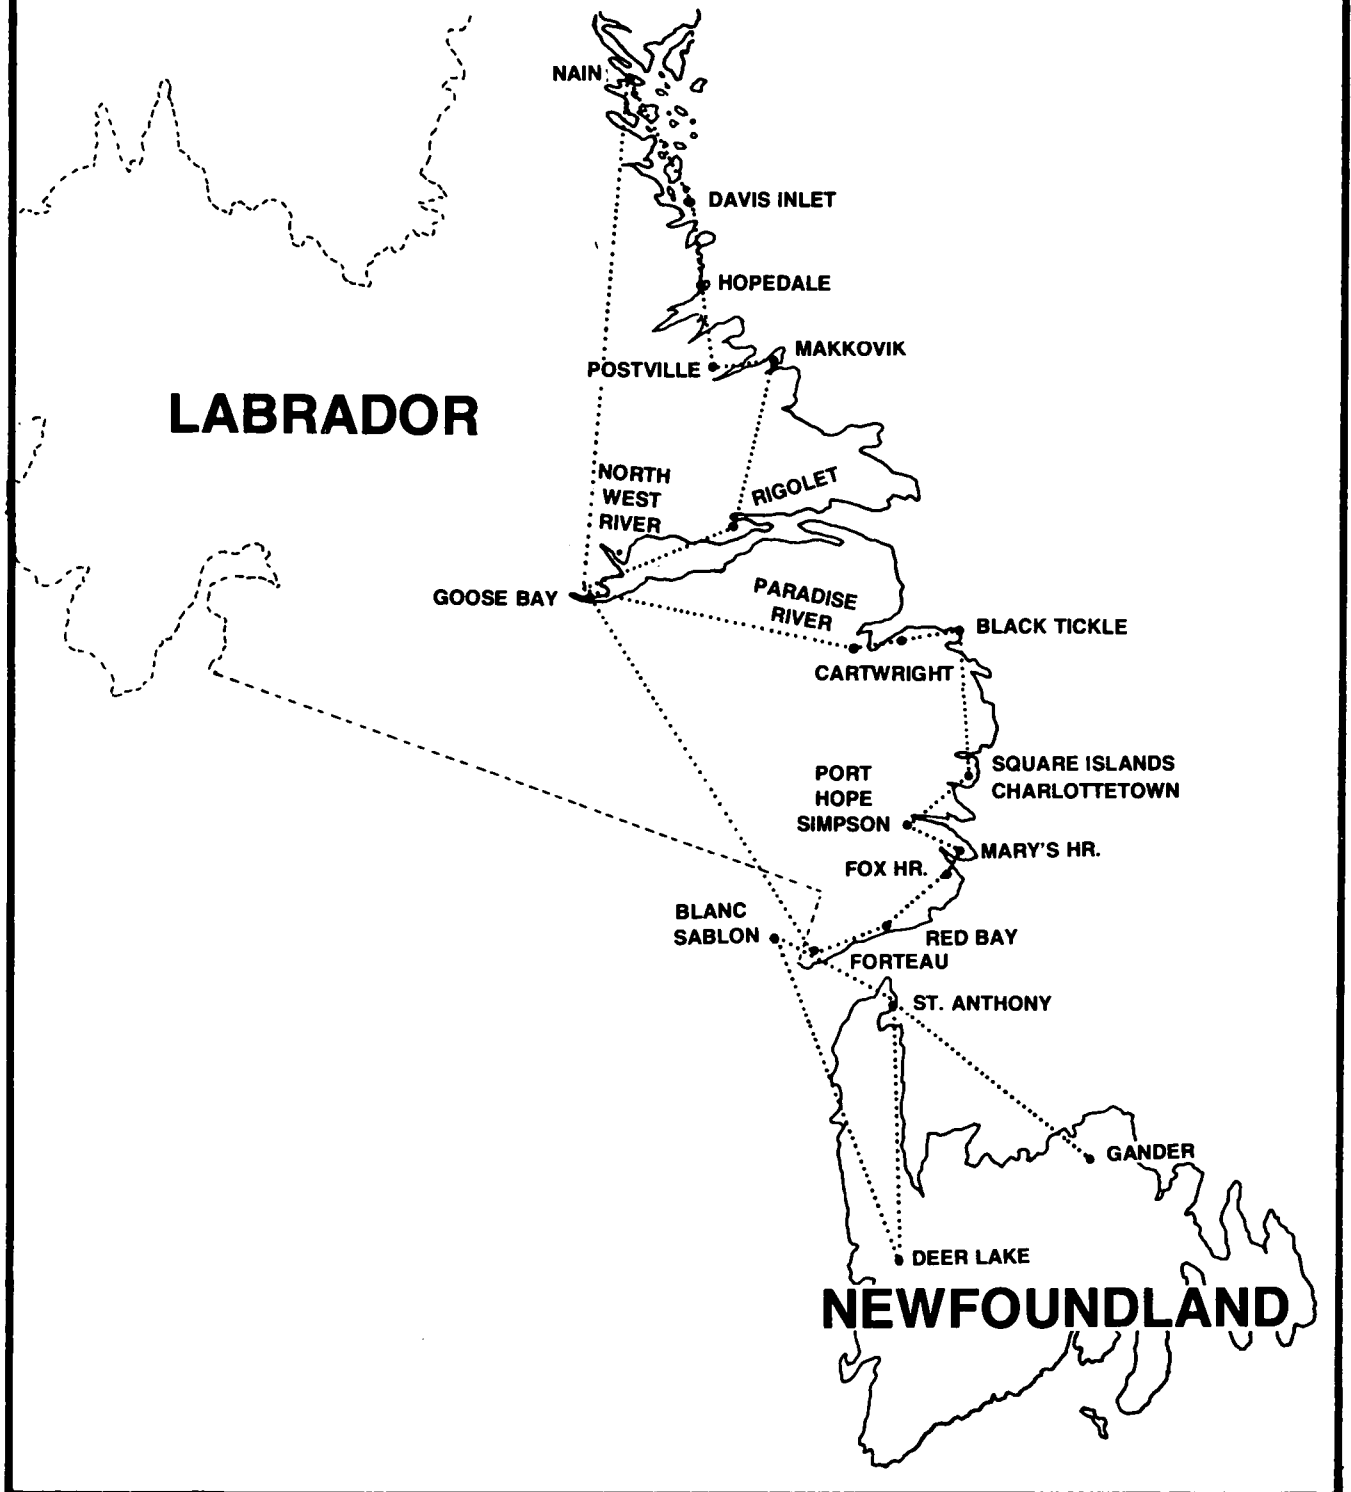 NAIN
DAVIS INLET
HOPEDALE
MAKKOVIK
POSTVILLE
LABRADOR
NORTH
WEST
RIVER
RIGOLET
GOOSE BAY
PARADISE
RIVER
BLACK TICKLE
CARTWRIGHT
SQUARE ISLANDS
CHARLOTTETOWN
PORT
HOPE
SIMPSON
MARY'S HR.
FOX HR.
BLANC
SABLON
RED BAY
FORTEAU
ST. ANTHONY
GANDER
DEER LAKE
NEWFOUNDLAND